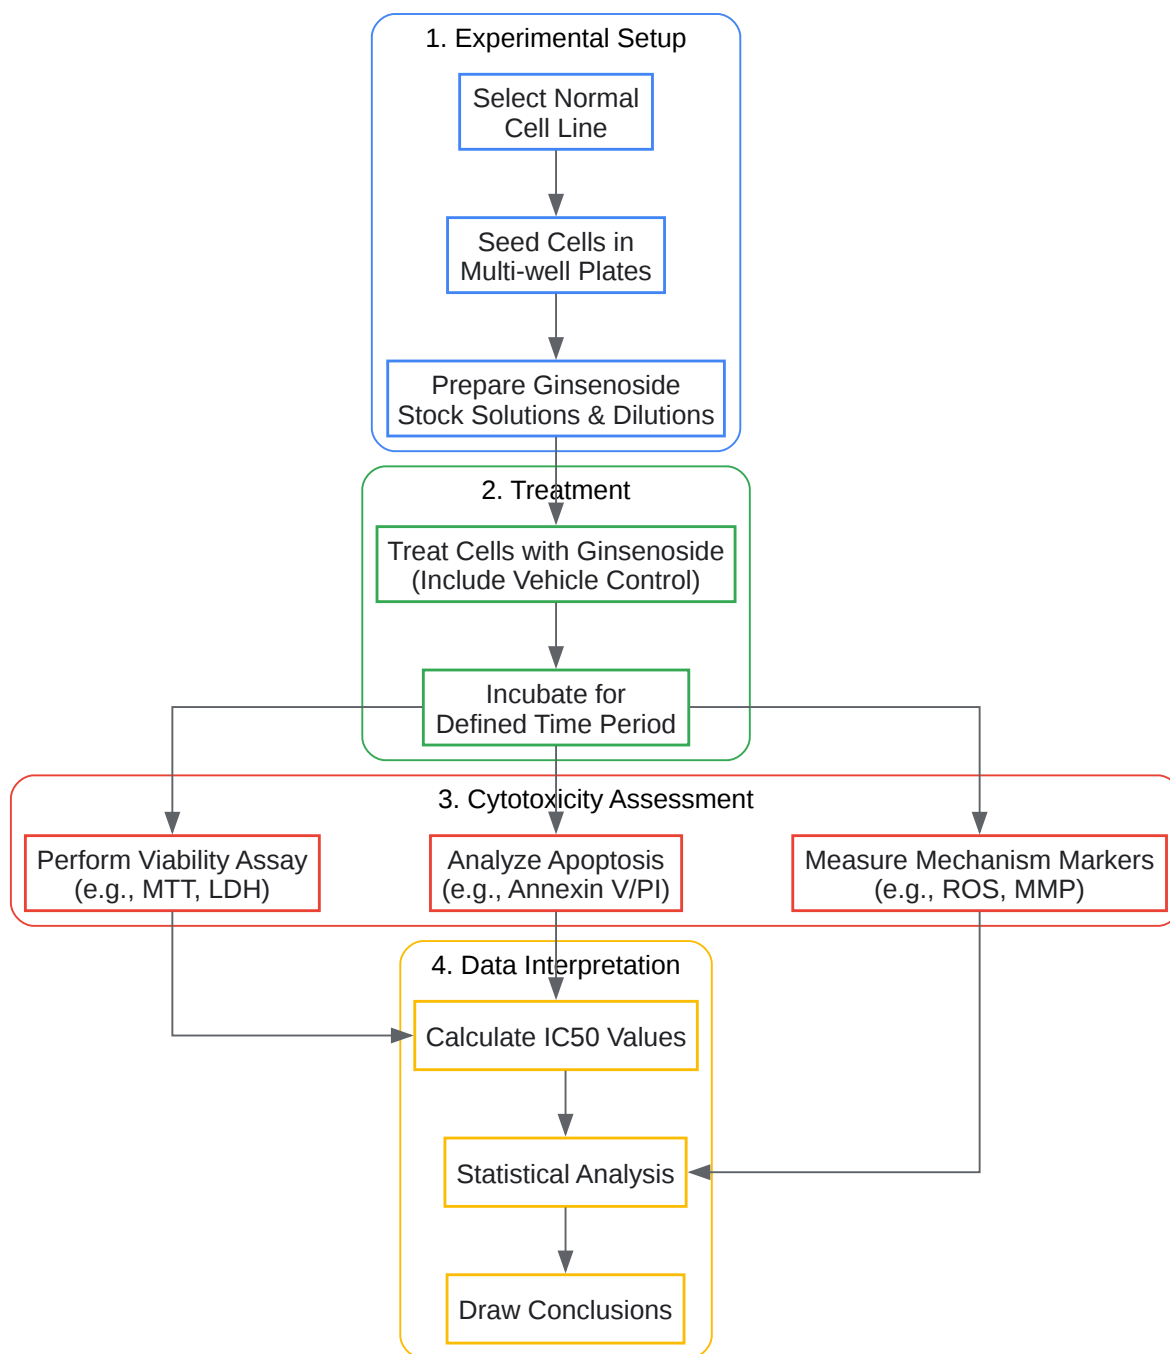 1. Experimental Setup
Select Normal
Cell Line
Seed Cells in
Multi-well Plates
Prepare Ginsenoside
Stock Solutions & Dilutions
2. Treatment
Treat Cells with Ginsenoside
(Include Vehicle Control)
Incubate for
Defined Time Period
3. Cytotoxicity Assessment
Perform Viability Assay
(e.g., MTT, LDH)
Analyze Apoptosis
(e.g., Annexin V/PI)
Measure Mechanism Markers
(e.g., ROS, MMP)
4. Data Interpretation
Calculate IC50 Values
Statistical Analysis
Draw Conclusions